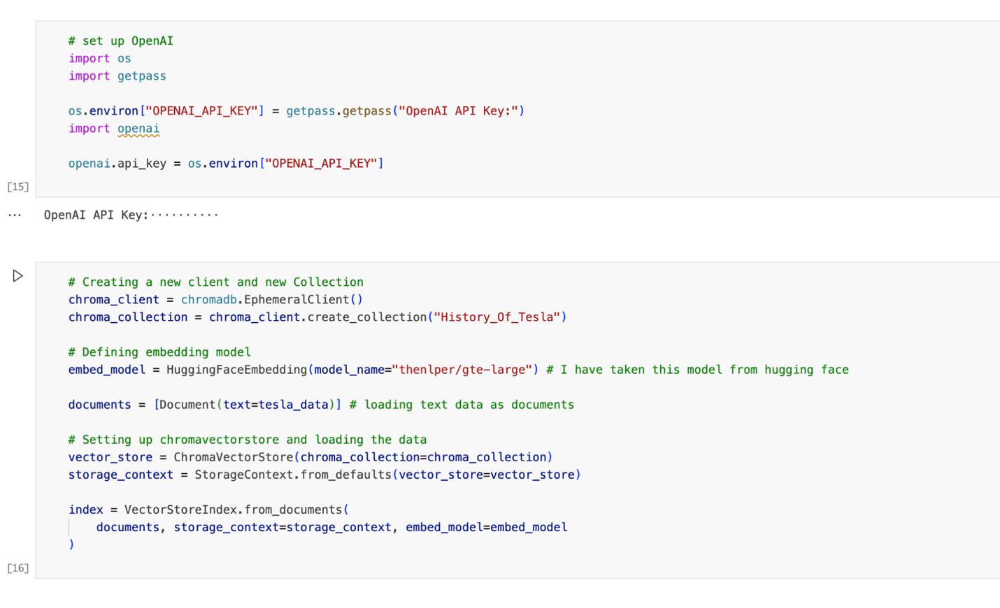 # set up OpenAI
import os
import getpass
os.environ["OPENAI_API_KEY"] = getpass.getpass("OpenAI API Key:")
import openai
openai.api_key = os.environ["OPENAI_API_KEY"]
[15]
··· OpenAI API Key:··········
# Creating a new client and new Collection
chroma_client = chromadb.EphemeralClient()
chroma_collection = chroma_client.create_collection("History_Of_Tesla")
# Defining embedding model
embed_model = HuggingFaceEmbedding(model_name="thenlper/gte-large") # I have taken this model from hugging face
documents = [Document(text=tesla_data)] # loading text data as documents
# Setting up chromavectorstore and loading the data
vector_store = ChromaVectorStore(chroma_collection=chroma_collection)
storage_context = StorageContext.from_defaults(vector_store=vector_store)
index = VectorStoreIndex.from_documents(
    documents, storage_context=storage_context, embed_model=embed_model
)
[16]